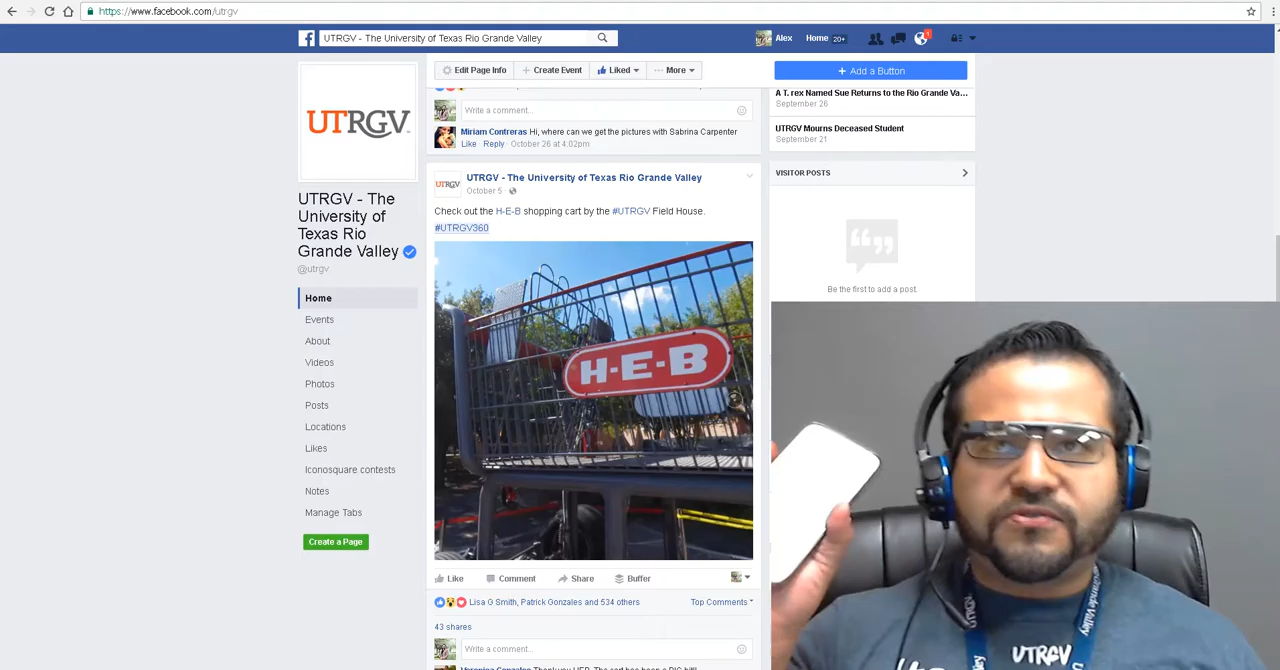 https://www.facebook.com/utrgv
UTRGV - The University of Texas Rio Grande Valley
Alex
Home 20+
1
Edit Page Info
Create Event
Liked
More
Add a Button
UTRGV
UTRGV - The
University of
Texas Rio
Grande Valley
@utrgv
Home
Events
About
Videos
Photos
Posts
Locations
Likes
Iconosquare contests
Notes
Manage Tabs
Create a Page
Write a comment...
Miriam Contreras Hi, where can we get the pictures with Sabrina Carpenter
Like Reply · October 26 at 4:02pm
UTRGV
UTRGV - The University of Texas Rio Grande Valley
October 5 ·
Check out the H-E-B shopping cart by the #UTRGV Field House.
#UTRGV360
H-E-B
Like
Comment
Share
Buffer
Lisa G Smith, Patrick Gonzales and 534 others
Top Comments
43 shares
Write a comment...
A T. rex Named Sue Returns to the Rio Grande Va...
September 26
UTRGV Mourns Deceased Student
September 21
VISITOR POSTS
Be the first to add a post.
UTRGV